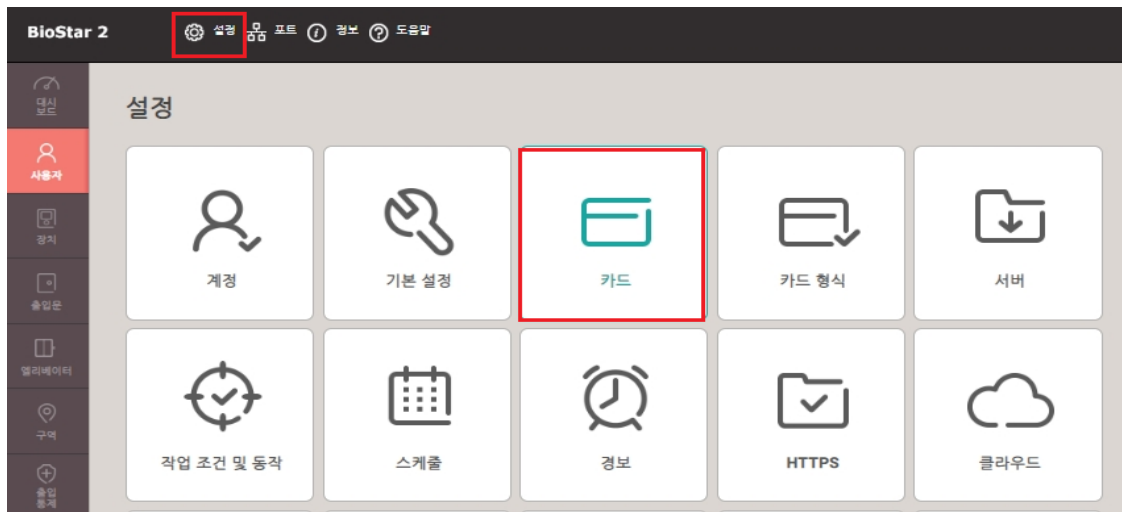 BioStar 2
설정 포트 정보 도움말
대시
보드
사용자
장치
출입문
엘리베이터
구역
출입
통제
설정
계정 기본 설정 카드 카드 형식 서버
작업 조건 및 동작 스케줄 경보 HTTPS 클라우드